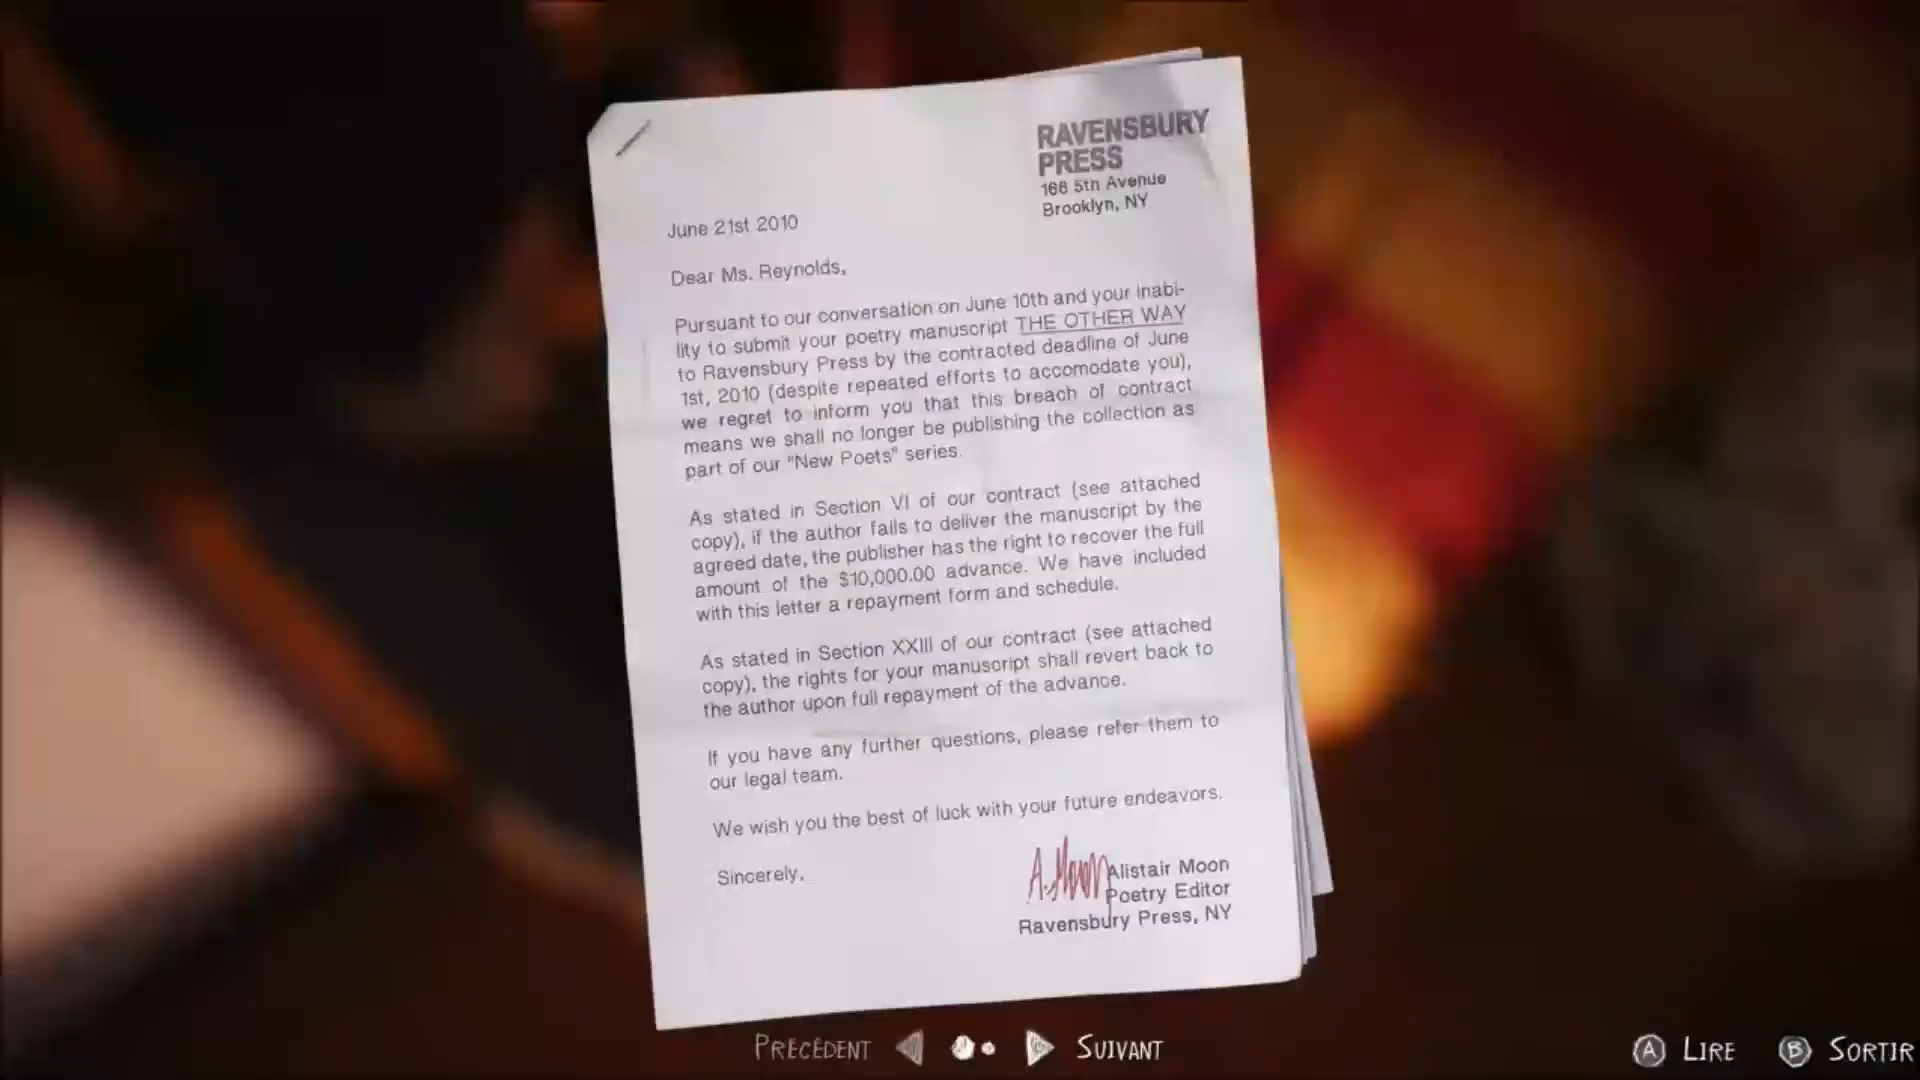 RAVENSBURY
PRESS
166 5th Avenue
Brooklyn, NY
June 21st 2010
Dear Ms. Reynolds,
Pursuant to our conversation on June 10th and your inabi-
lity to submit your poetry manuscript THE OTHER WAY
to Ravensbury Press by the contracted deadline of June
1st, 2010 (despite repeated efforts to accomodate you),
we regret to inform you that this breach of contract
means we shall no longer be publishing the collection as
part of our "New Poets" series.
As stated in Section VI of our contract (see attached
copy), if the author fails to deliver the manuscript by the
agreed date, the publisher has the right to recover the full
amount of the $10,000.00 advance. We have included
with this letter a repayment form and schedule.
As stated in Section XXIII of our contract (see attached
copy), the rights for your manuscript shall revert back to
the author upon full repayment of the advance.
If you have any further questions, please refer them to
our legal team.
We wish you the best of luck with your future endeavors.
Sincerely,
A. Moon
Alistair Moon
Poetry Editor
Ravensbury Press, NY
PRÉCÉDENT SUIVANT
A LIRE B SORTIR